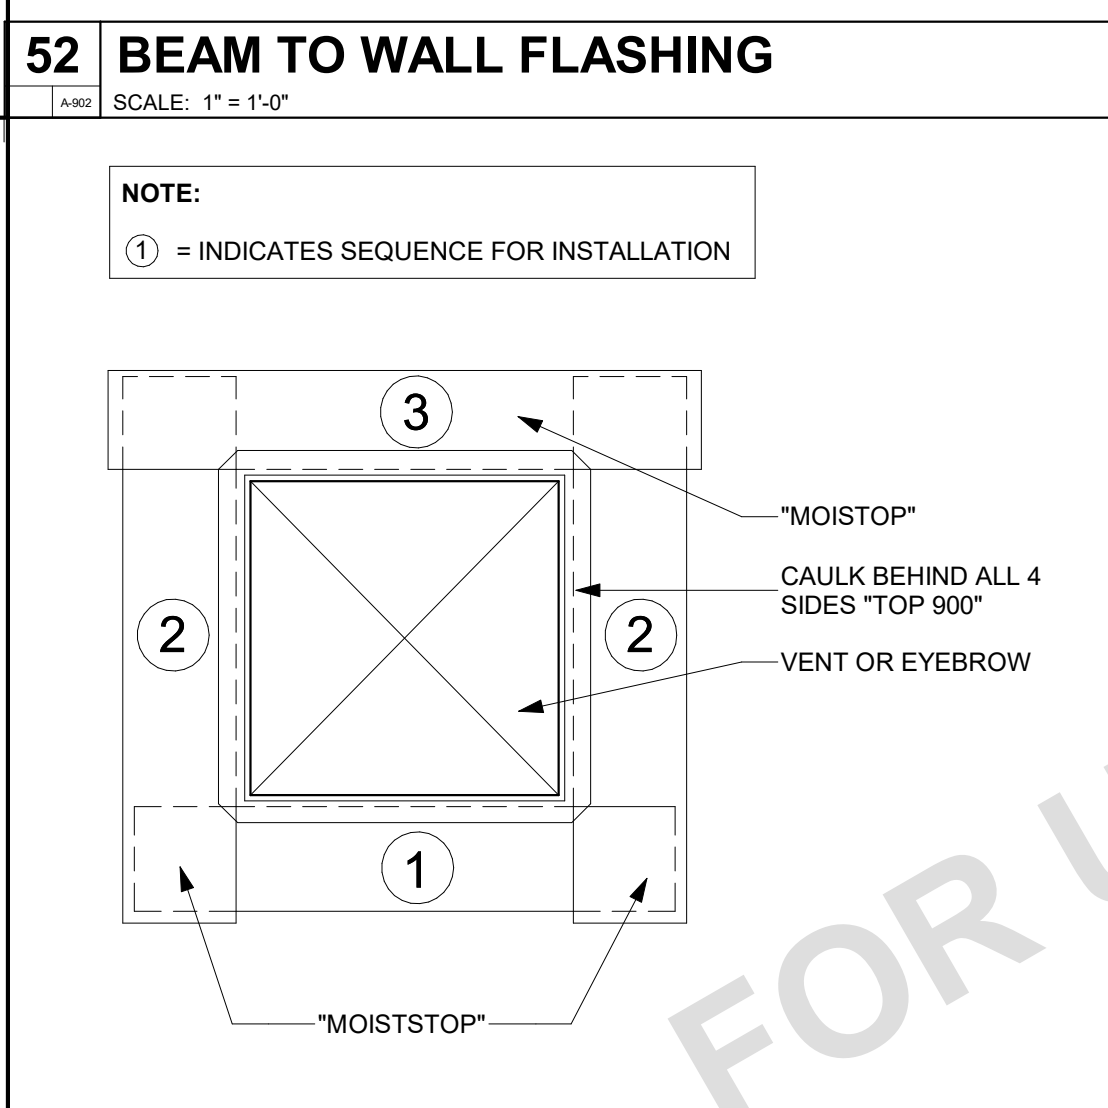 52
BEAM TO WALL FLASHING
A-902
SCALE: 1" = 1'-0"
NOTE:
1 = INDICATES SEQUENCE FOR INSTALLATION
3
"MOISTOP"
CAULK BEHIND ALL 4
SIDES "TOP 900"
2
2
VENT OR EYEBROW
1
"MOISTSTOP"
FOR